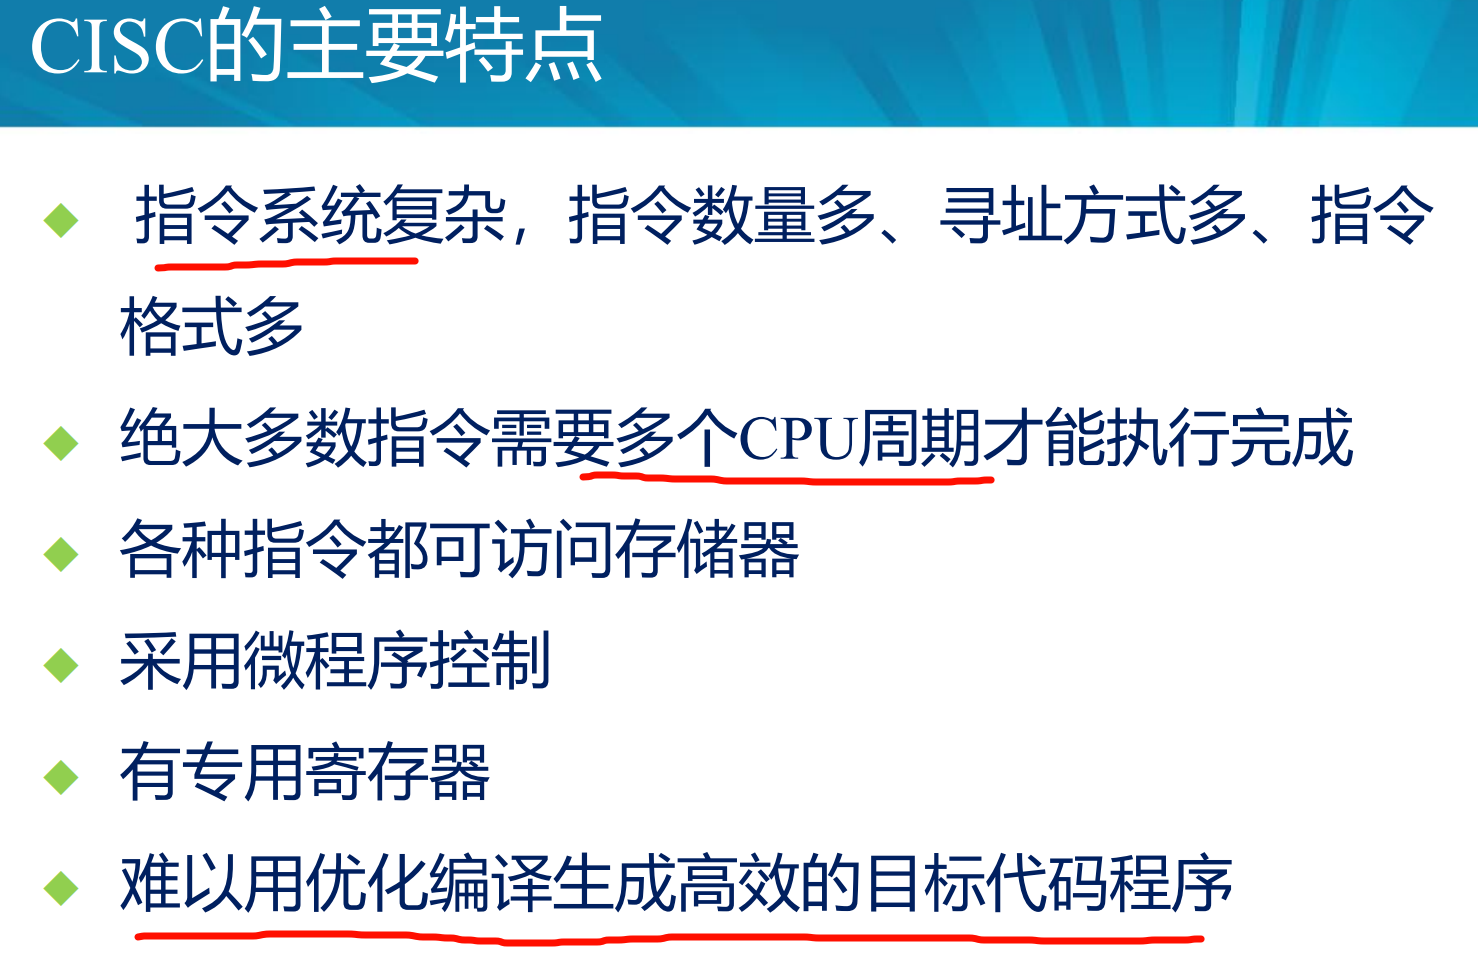 CISC的主要特点
指令系统复杂，指令数量多、寻址方式多、指令
格式多
绝大多数指令需要多个CPU周期才能执行完成
各种指令都可访问存储器
采用微程序控制
有专用寄存器
难以用优化编译生成高效的目标代码程序